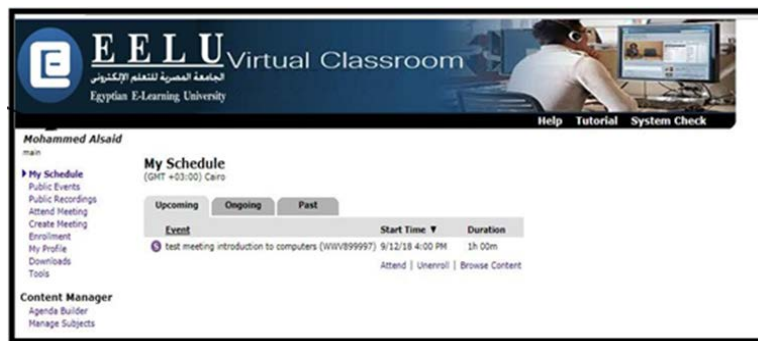 EELU Virtual Classroom
الجامعة المصرية للتعلم الإلكتروني
Egyptian E-Learning University
Help Tutorial System Check
Mohammed Alsaid
main
My Schedule
Public Events
Public Recordings
Attend Meeting
Create Meeting
Enrollment
My Profile
Downloads
Tools
Content Manager
Agenda Builder
Manage Subjects
My Schedule
(GMT +03:00) Cairo
Upcoming Ongoing Past
Event Start Time ▼ Duration
S test meeting introduction to computers (WWV899997) 9/12/18 4:00 PM 1h 00m
Attend | Unenroll | Browse Content